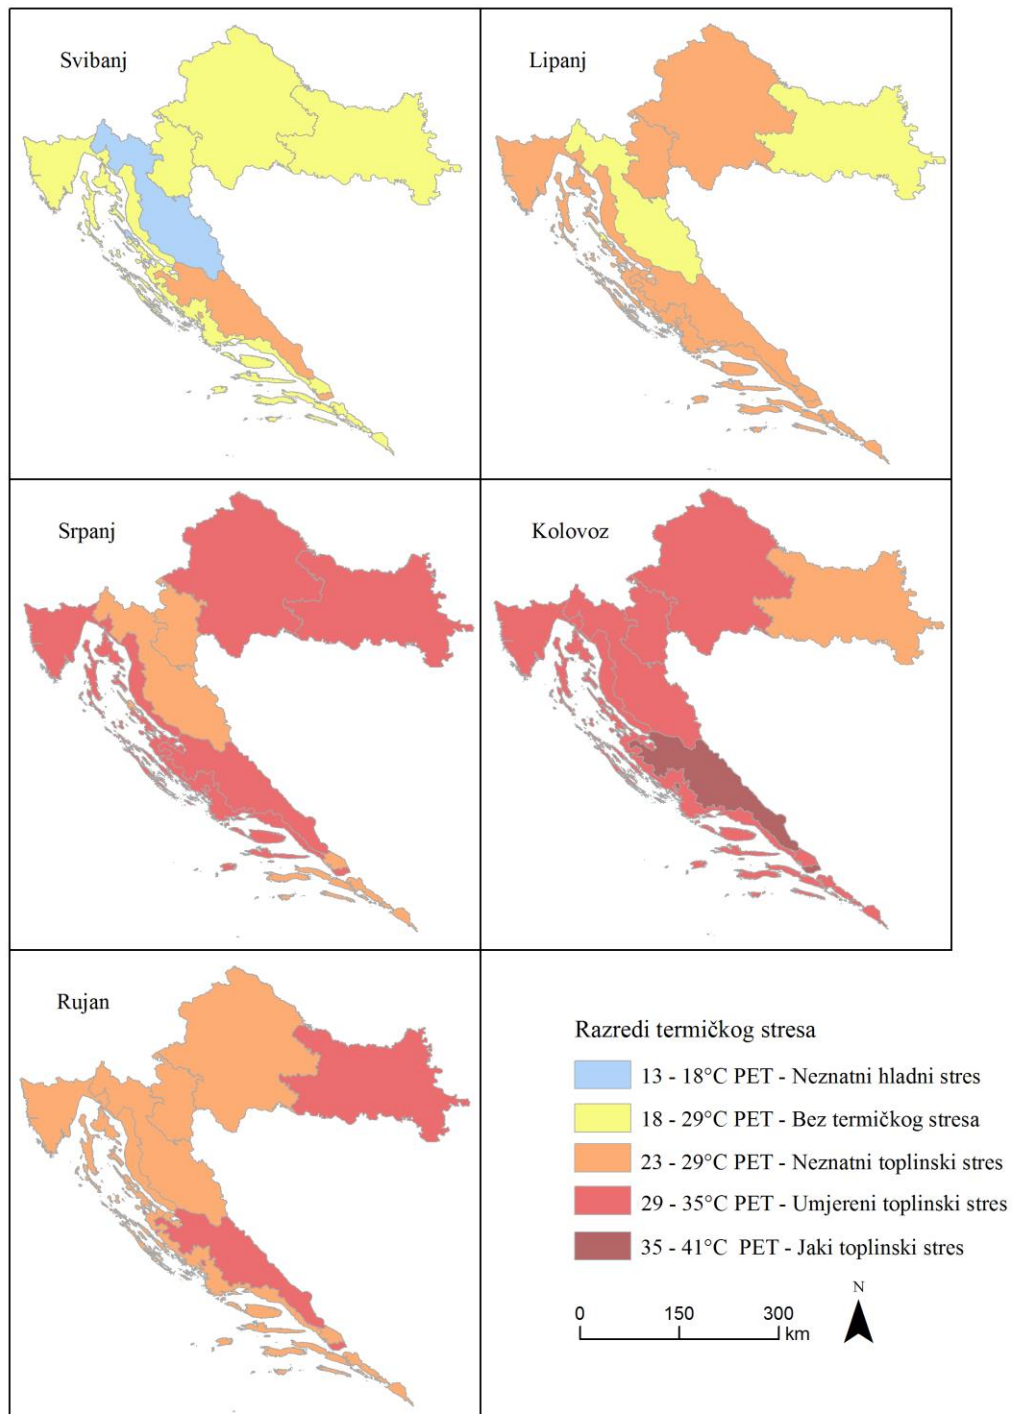 Svibanj
Lipanj
Srpanj
Kolovoz
Rujan
Razredi termičkog stresa
13 - 18°C PET - Neznatni hladni stres
18 - 29°C PET - Bez termičkog stresa
23 - 29°C PET - Neznatni toplinski stres
29 - 35°C PET - Umjereni toplinski stres
35 - 41°C PET - Jaki toplinski stres
N
0 150 300
km